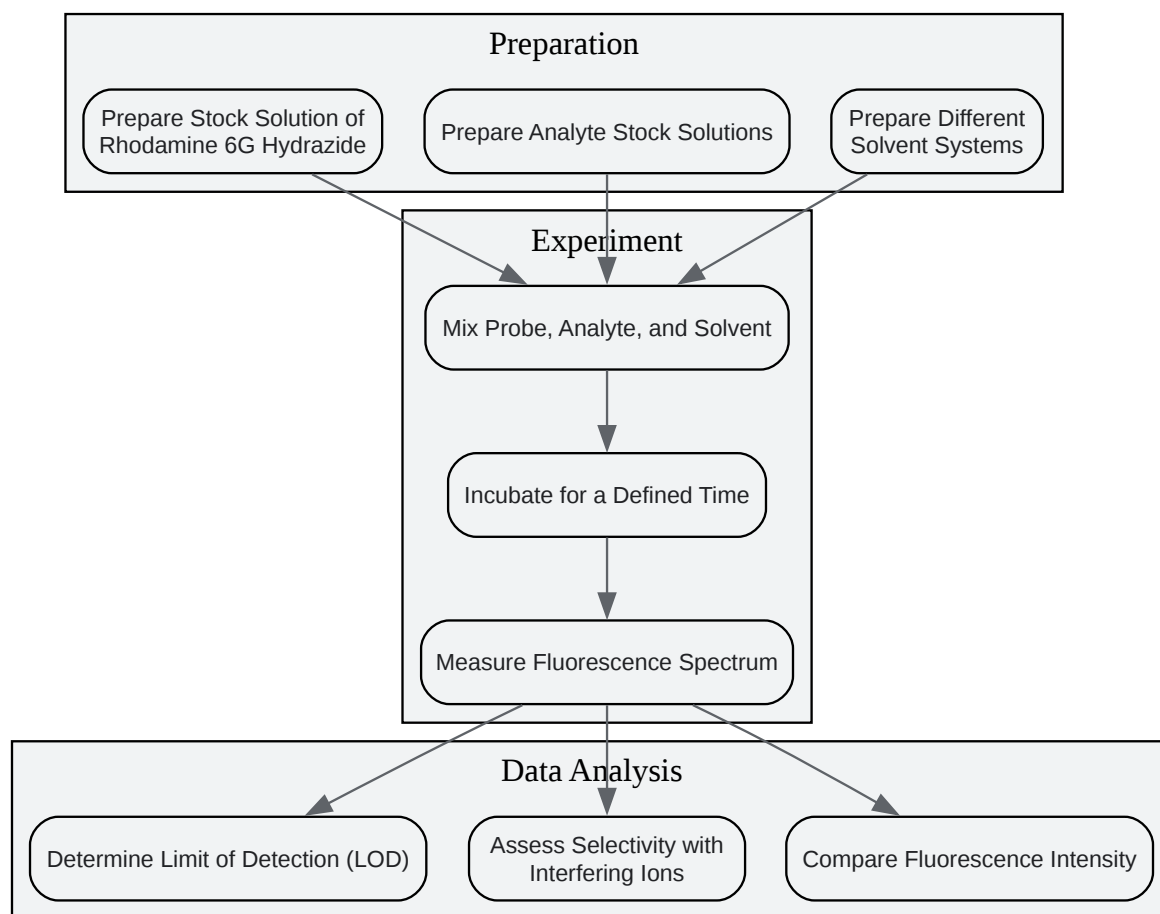 Preparation
Prepare Stock Solution of
Rhodamine 6G Hydrazide
Prepare Analyte Stock Solutions
Prepare Different
Solvent Systems
Experiment
Mix Probe, Analyte, and Solvent
Incubate for a Defined Time
Measure Fluorescence Spectrum
Data Analysis
Determine Limit of Detection (LOD)
Assess Selectivity with
Interfering Ions
Compare Fluorescence Intensity